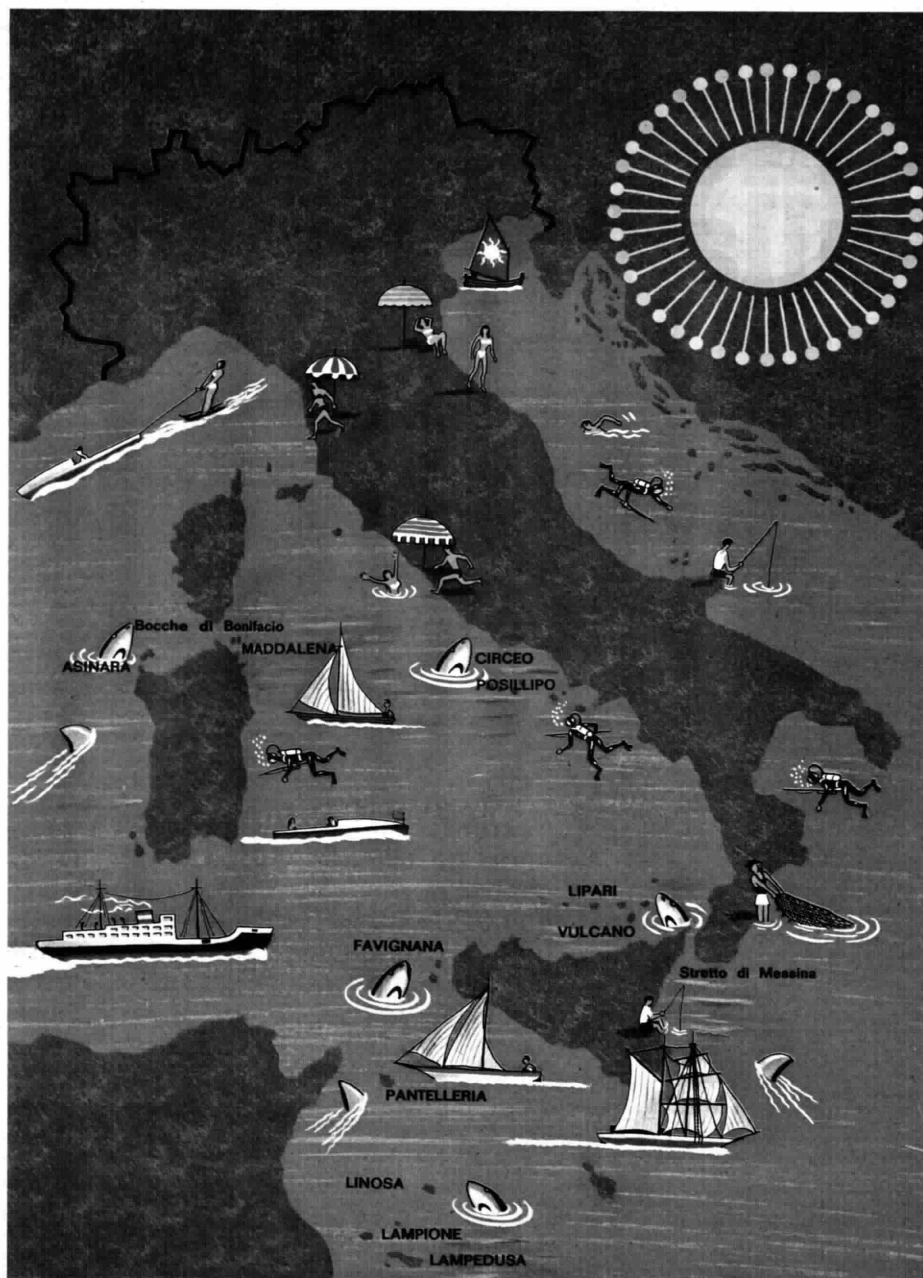 Bocche di Bonifacio
MADDALENA
ASINARA
CIRCEO
POSILLIPO
LIPARI
VULCANO
FAVIGNANA
Stretto di Messina
PANTELLERIA
LINOSA
LAMPIONE
LAMPEDUSA